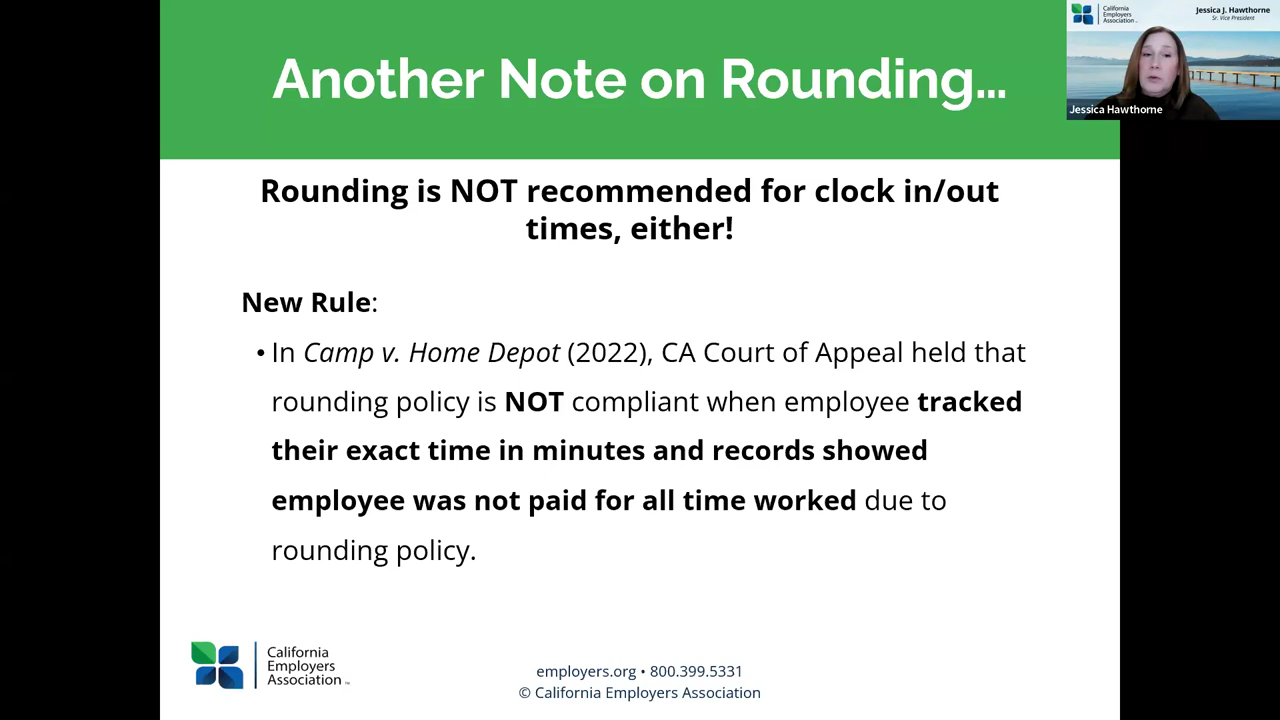 Another Note on Rounding...
California
Employers
Association
Jessica J. Hawthorne
Sr. Vice President
Jessica Hawthorne
Rounding is NOT recommended for clock in/out
times, either!
New Rule:
• In Camp v. Home Depot (2022), CA Court of Appeal held that
rounding policy is NOT compliant when employee tracked
their exact time in minutes and records showed
employee was not paid for all time worked due to
rounding policy.
California
Employers
Association
employers.org • 800.399.5331
© California Employers Association